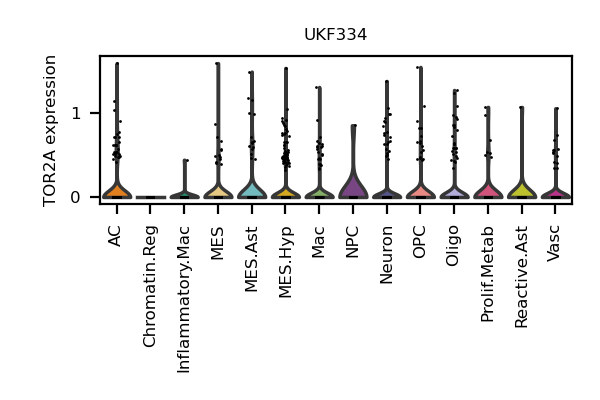 UKF334
TOR2A expression
1
0
AC
Chromatin.Reg
Inflammatory.Mac
MES
MES.Ast
MES.Hyp
Mac
NPC
Neuron
OPC
Oligo
Prolif.Metab
Reactive.Ast
Vasc